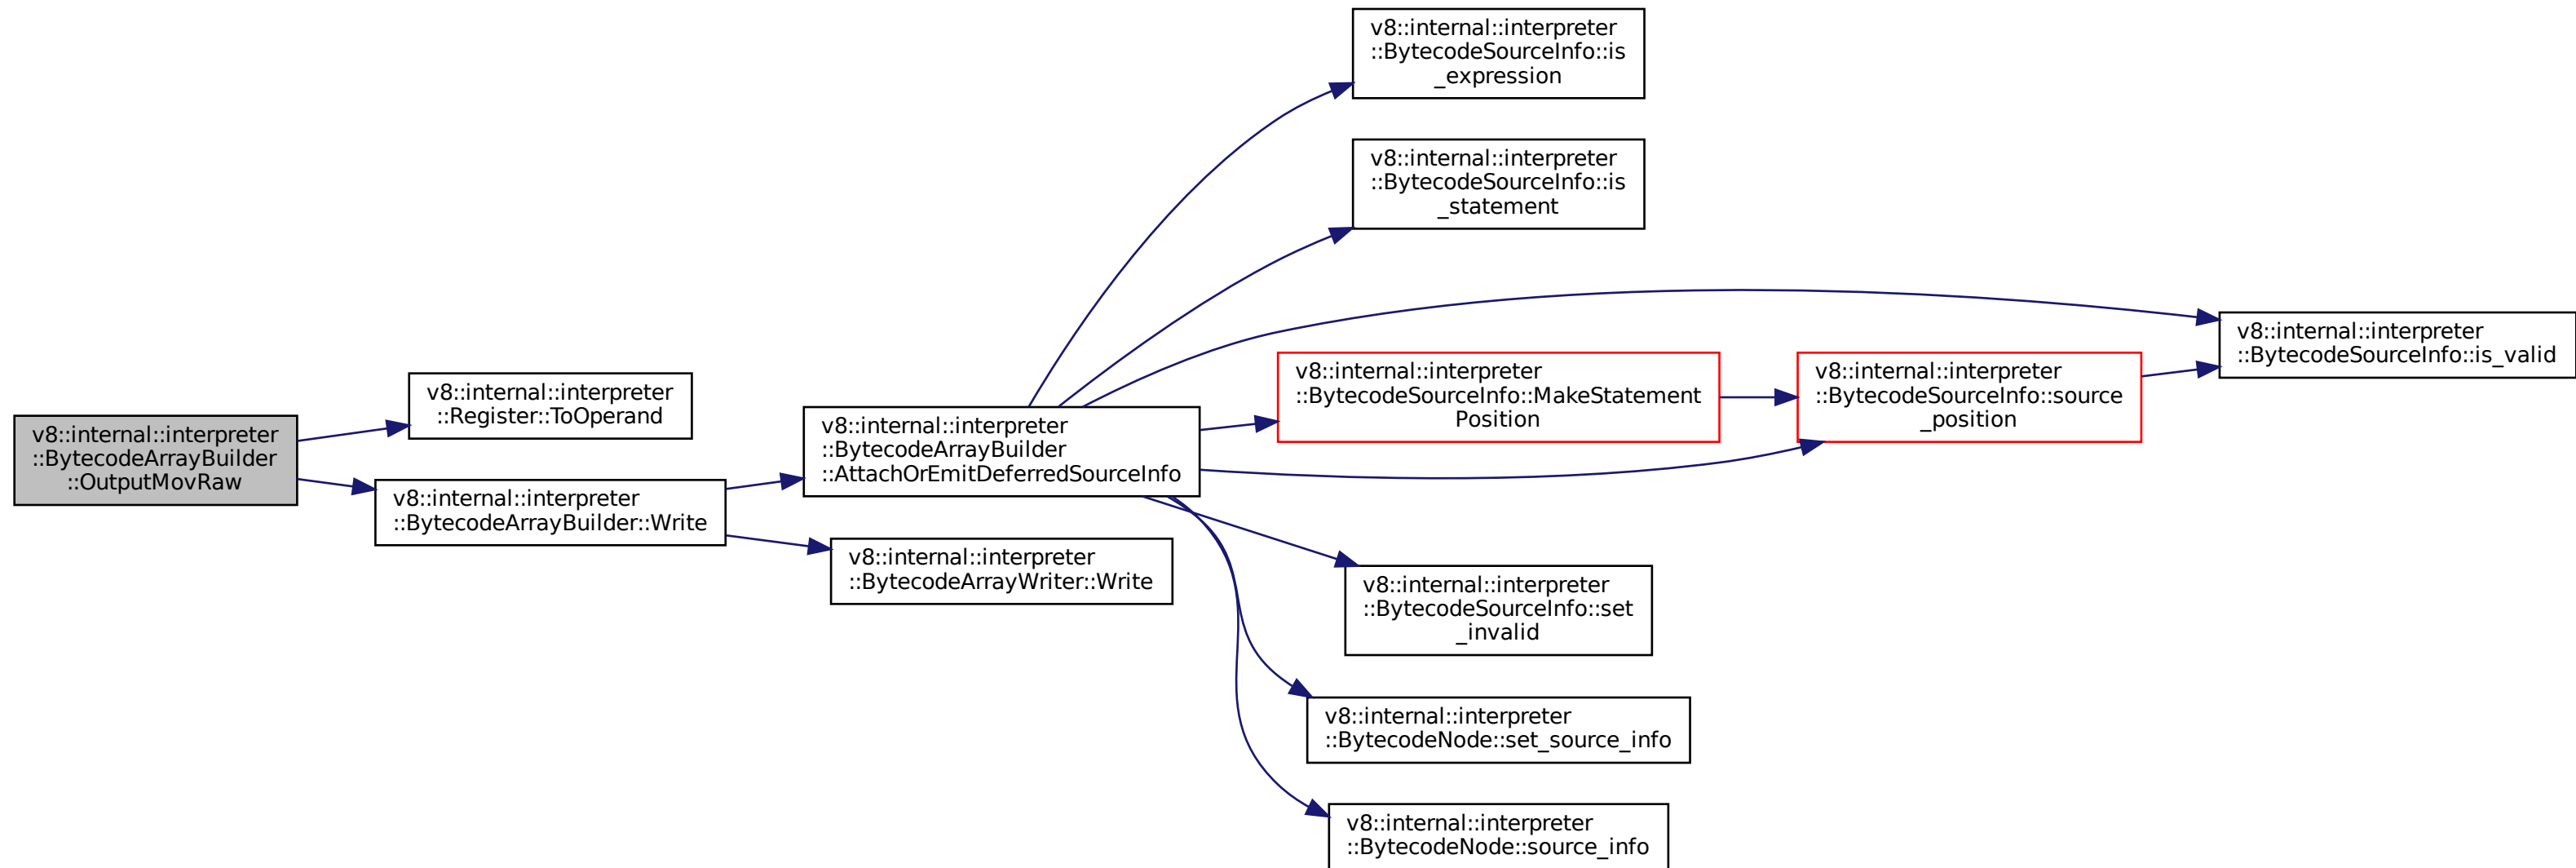 v8::internal::interpreter
::BytecodeArrayBuilder
::OutputMovRaw
v8::internal::interpreter
::Register::ToOperand
v8::internal::interpreter
::BytecodeArrayBuilder::Write
v8::internal::interpreter
::BytecodeArrayBuilder
::AttachOrEmitDeferredSourceInfo
v8::internal::interpreter
::BytecodeArrayWriter::Write
v8::internal::interpreter
::BytecodeSourceInfo::is
_expression
v8::internal::interpreter
::BytecodeSourceInfo::is
_statement
v8::internal::interpreter
::BytecodeSourceInfo::MakeStatement
Position
v8::internal::interpreter
::BytecodeSourceInfo::source
_position
v8::internal::interpreter
::BytecodeSourceInfo::is_valid
v8::internal::interpreter
::BytecodeSourceInfo::set
_invalid
v8::internal::interpreter
::BytecodeNode::set_source_info
v8::internal::interpreter
::BytecodeNode::source_info